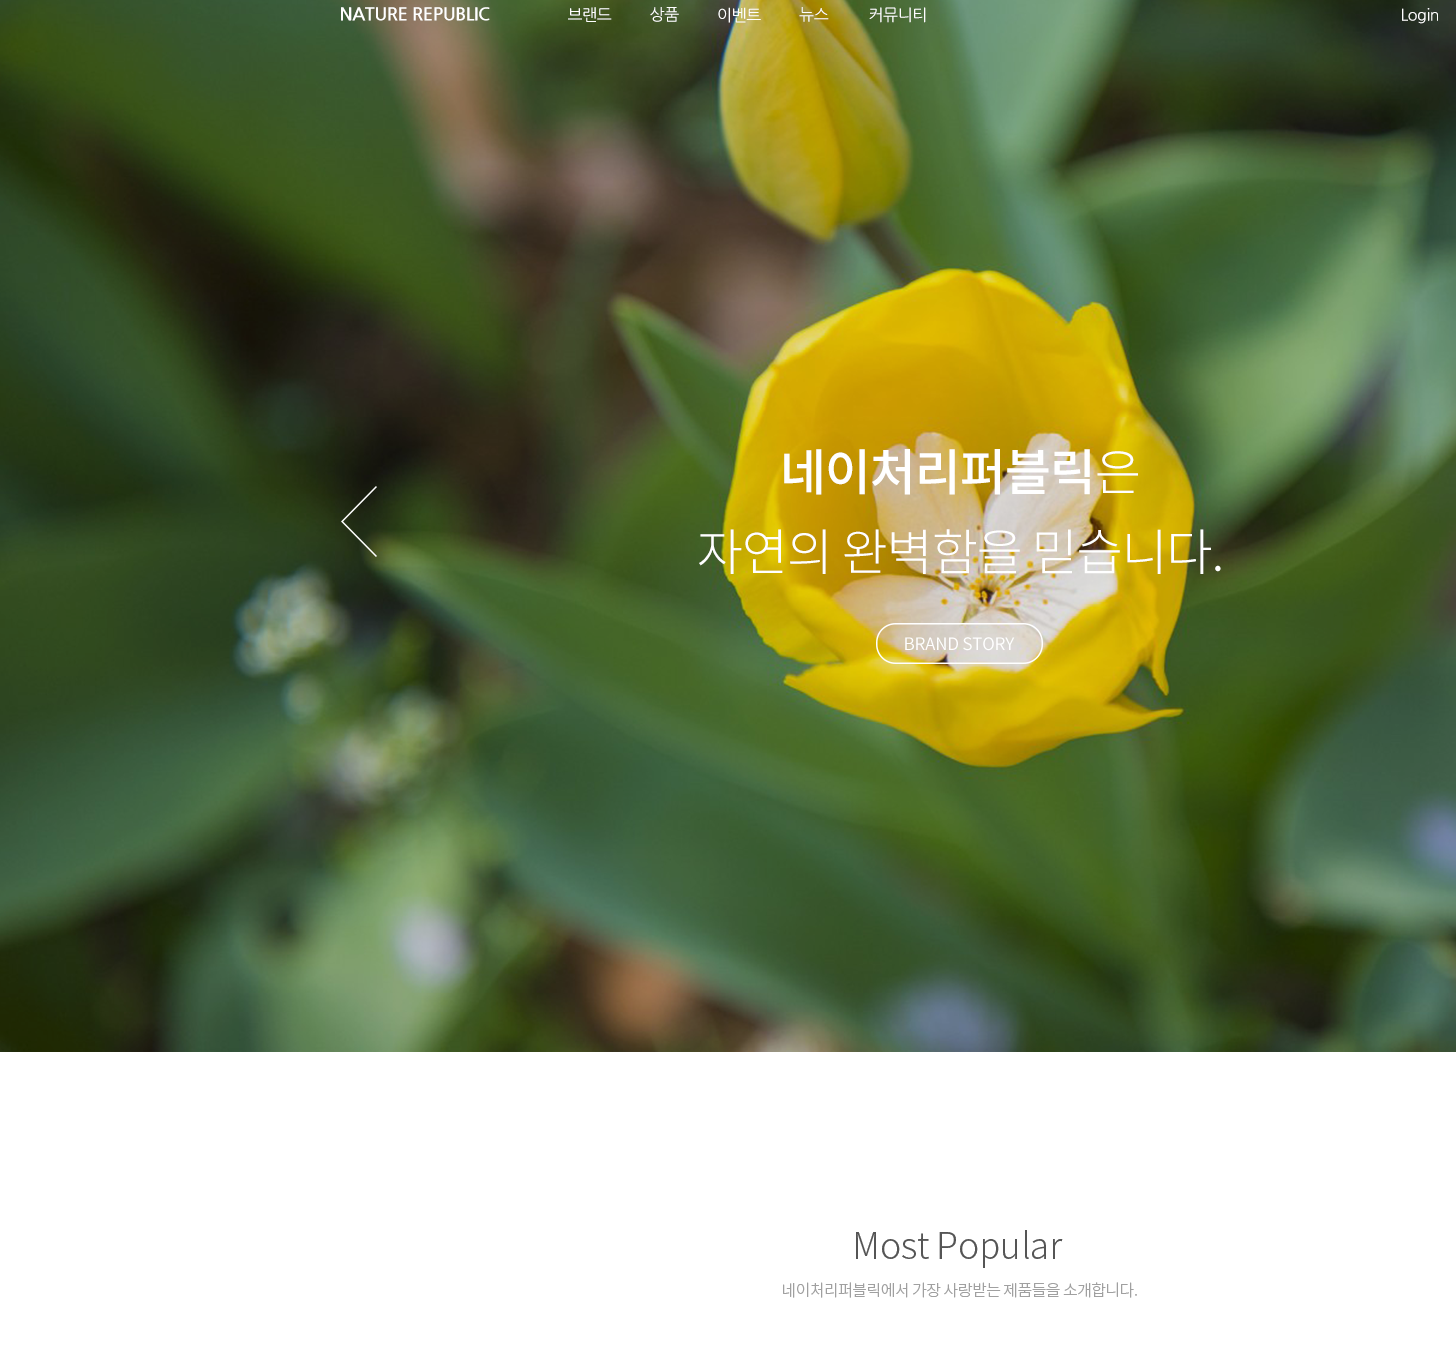 NATURE REPUBLIC 브랜드 상품 이벤트 뉴스 커뮤니티 Login
네이처리퍼블릭은
자연의 완벽함을 믿습니다.
BRAND STORY
Most Popular
네이처리퍼블릭에서 가장 사랑받는 제품들을 소개합니다.